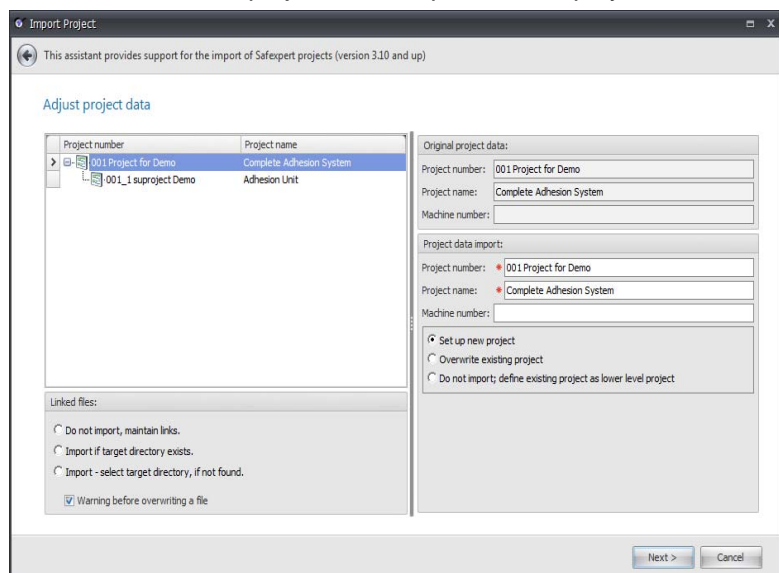 Import Project
This assistant provides support for the import of Safexpert projects (version 3.10 and up)
Adjust project data
Project number Project name
001 Project for Demo Complete Adhesion System
001_1 suproject Demo Adhesion Unit
Linked files:
Do not import, maintain links.
Import if target directory exists.
Import - select target directory, if not found.
Warning before overwriting a file
Original project data:
Project number: 001 Project for Demo
Project name: Complete Adhesion System
Machine number:
Project data import:
Project number: * 001 Project for Demo
Project name: * Complete Adhesion System
Machine number:
Set up new project
Overwrite existing project
Do not import; define existing project as lower level project
Next > Cancel